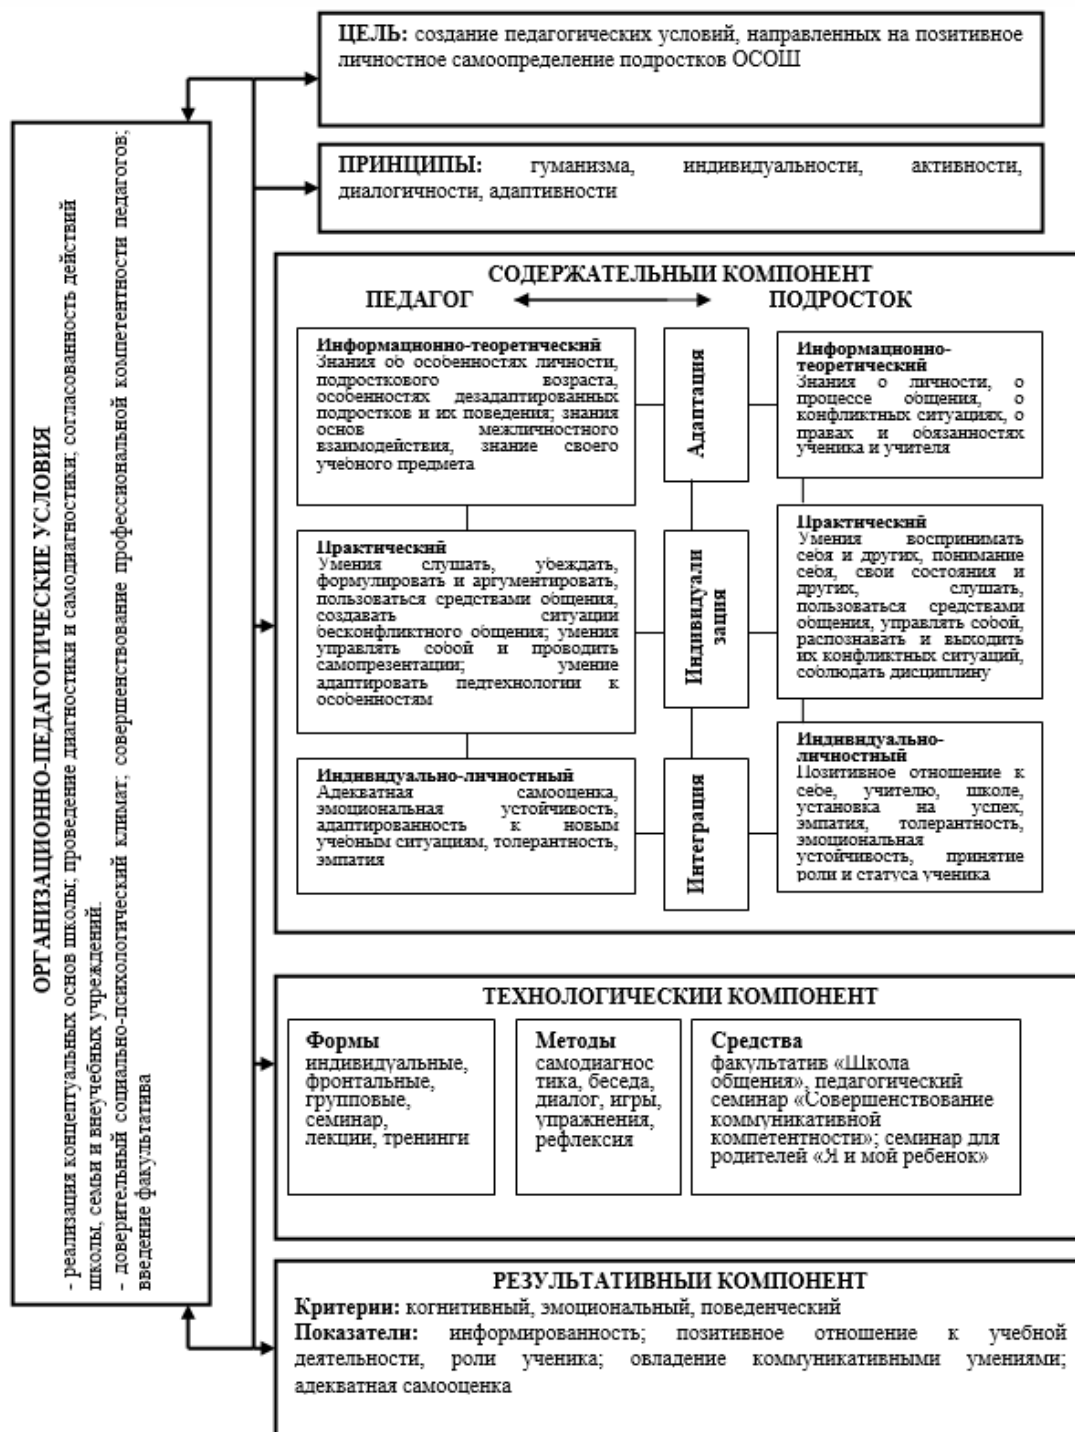 ЦЕЛЬ: создание педагогических условий, направленных на позитивное
личностное самоопределение подростков ОСОШ
ПРИНЦИПЫ: гуманизма, индивидуальности, активности,
диалогичности, адаптивности
ОРГАНИЗАЦИОННО-ПЕДАГОГИЧЕСКИЕ УСЛОВИЯ
- реализация концептуальных основ школы; проведение диагностики и самодиагностики; согласованность действий
школы, семьи и внеучебных учреждений.
- доверительный социально-психологический климат; совершенствование профессиональной компетентности педагогов;
введение факультатива
СОДЕРЖАТЕЛЬНЫЙ КОМПОНЕНТ
ПЕДАГОГ
ПОДРОСТОК
Информационно-теоретический
Знания об особенностях личности,
подросткового возраста,
особенностях дезадаптированных
подростков и их поведения; знания
основ межличностного
взаимодействия, знание своего
учебного предмета
Адаптация
Информационно-
теоретический
Знания о личности, о
процессе общения, о
конфликтных ситуациях, о
правах и обязанностях
ученика и учителя
Практический
Умения слушать, убеждать,
формулировать и аргументировать,
пользоваться средствами общения,
создавать ситуации
бесконфликтного общения; умения
управлять собой и проводить
самопрезентации; умение
адаптировать педтехнологии к
особенностям
Индивидуали
зация
Практический
Умения воспринимать
себя и других, понимание
себя, свои состояния и
других, слушать,
пользоваться средствами
общения, управлять собой,
распознавать и выходить
их конфликтных ситуаций,
соблюдать дисциплину
Индивидуально-личностный
Адекватная самооценка,
эмоциональная устойчивость,
адаптированность к новым
учебным ситуациям, толерантность,
эмпатия
Интеграция
Индивидуально-
личностный
Позитивное отношение к
себе, учителю, школе,
установка на успех,
эмпатия, толерантность,
эмоциональная
устойчивость, принятие
роли и статуса ученика
ТЕХНОЛОГИЧЕСКИЙ КОМПОНЕНТ
Формы
индивидуальные,
фронтальные,
групповые,
семинар,
лекции, тренинги
Методы
самодиагнос
тика, беседа,
диалог, игры,
упражнения,
рефлексия
Средства
факультатив «Школа
общения», педагогический
семинар «Совершенствование
коммуникативной
компетентности»; семинар для
родителей «Я и мой ребенок»
РЕЗУЛЬТАТИВНЫЙ КОМПОНЕНТ
Критерии: когнитивный, эмоциональный, поведенческий
Показатели: информированность; позитивное отношение к учебной
деятельности, роли ученика; овладение коммуникативными умениями;
адекватная самооценка